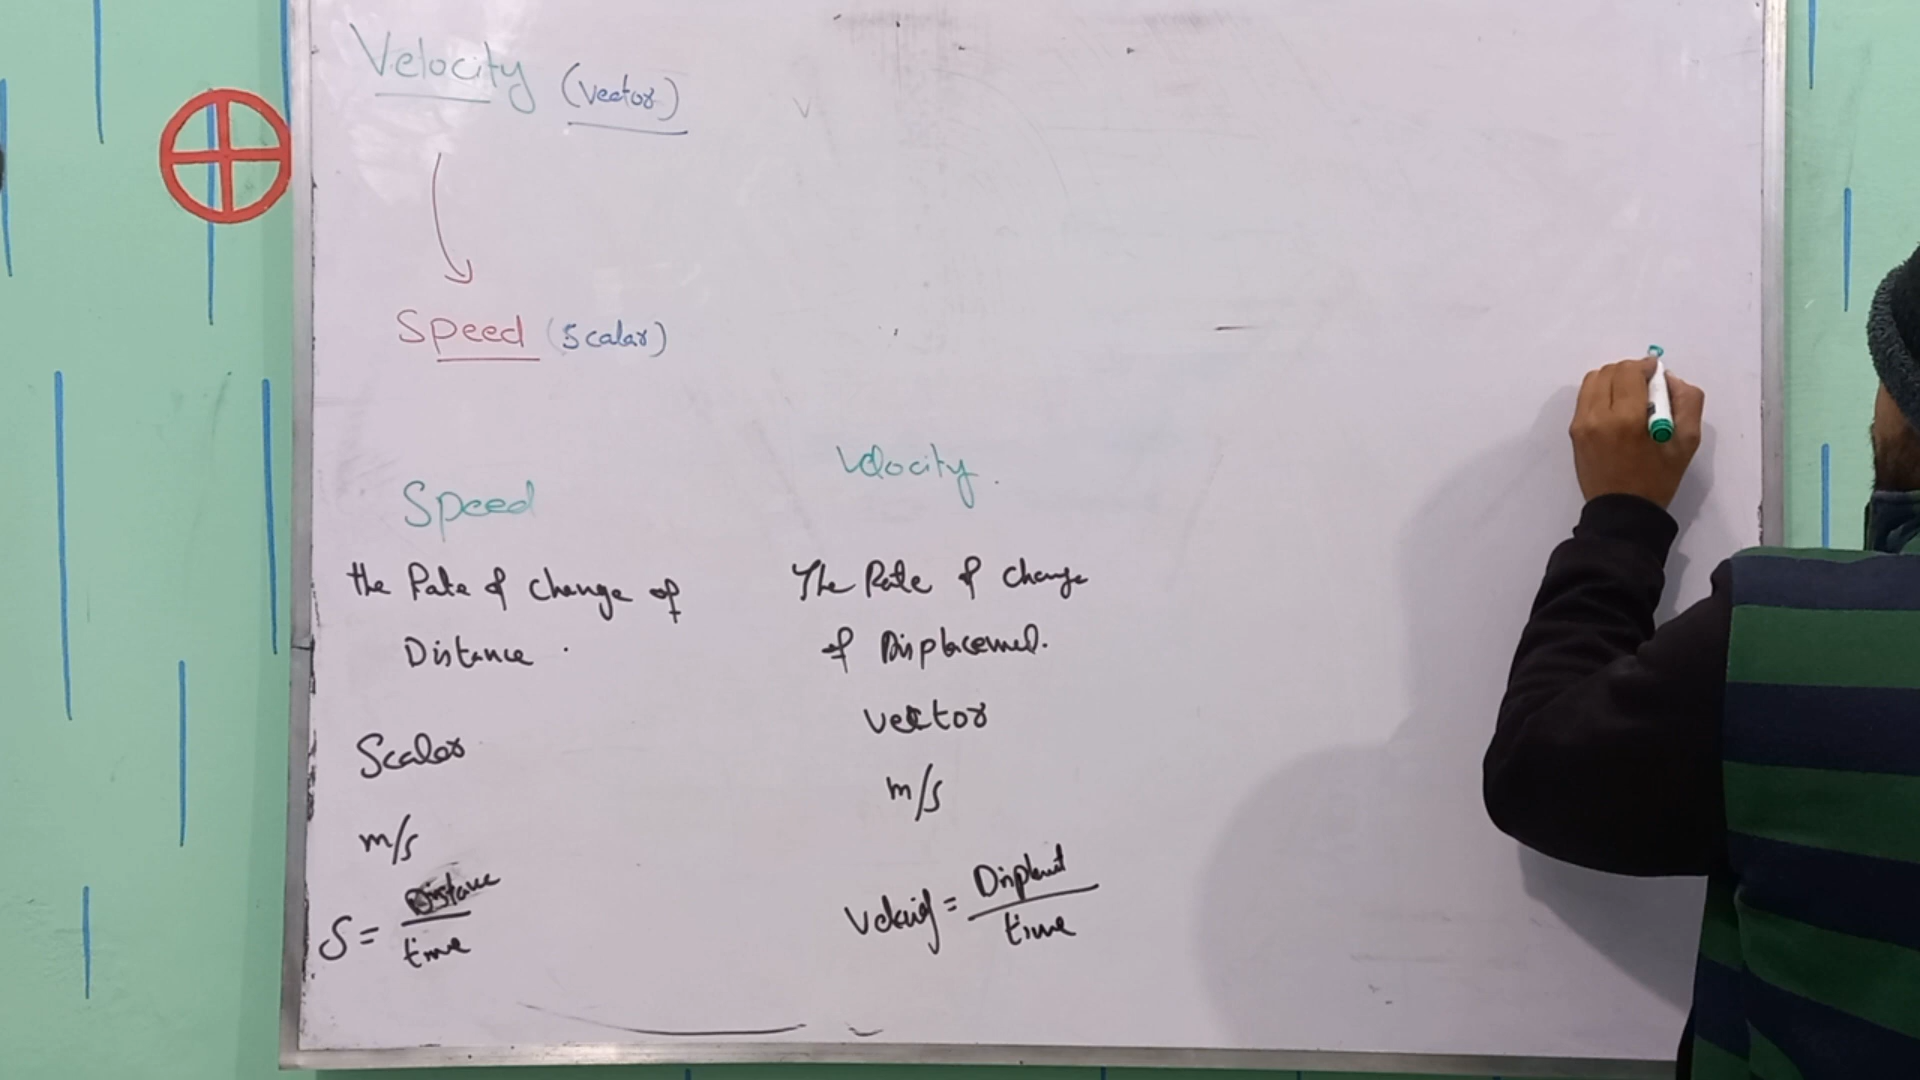 Velocity (vector)
Speed (Scalar)
Speed
the Rate of change of
Distance.
Scalar
m/s
S = Distance
time
Velocity.
The Rate of change
of Displacement.
vector
m/s
Velocity = Displacent
time